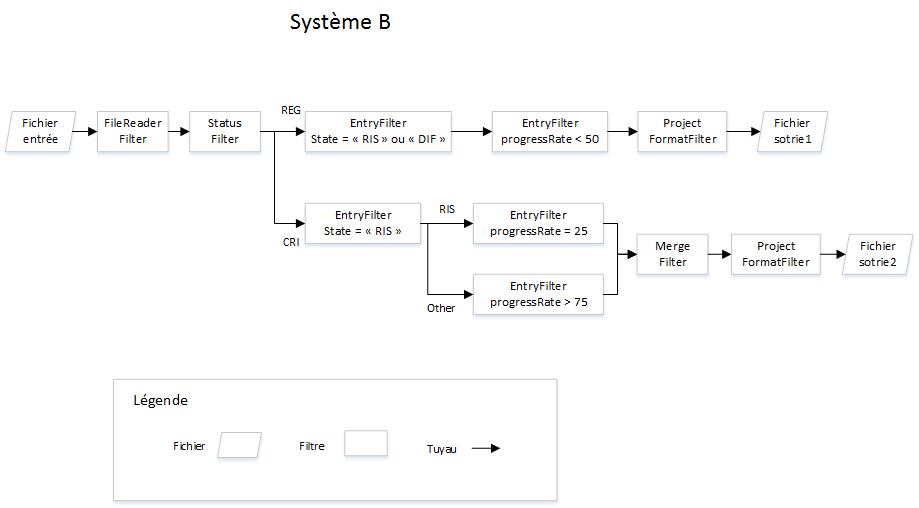 Système B
Fichier
entrée
FileReader
Filter
Status
Filter
REG
EntryFilter
State = « RIS » ou « DIF »
EntryFilter
progressRate < 50
Project
FormatFilter
Fichier
sotrie1
CRI
EntryFilter
State = « RIS »
RIS
EntryFilter
progressRate = 25
Other
EntryFilter
progressRate > 75
Merge
Filter
Project
FormatFilter
Fichier
sotrie2
Légende
Fichier
Filtre
Tuyau